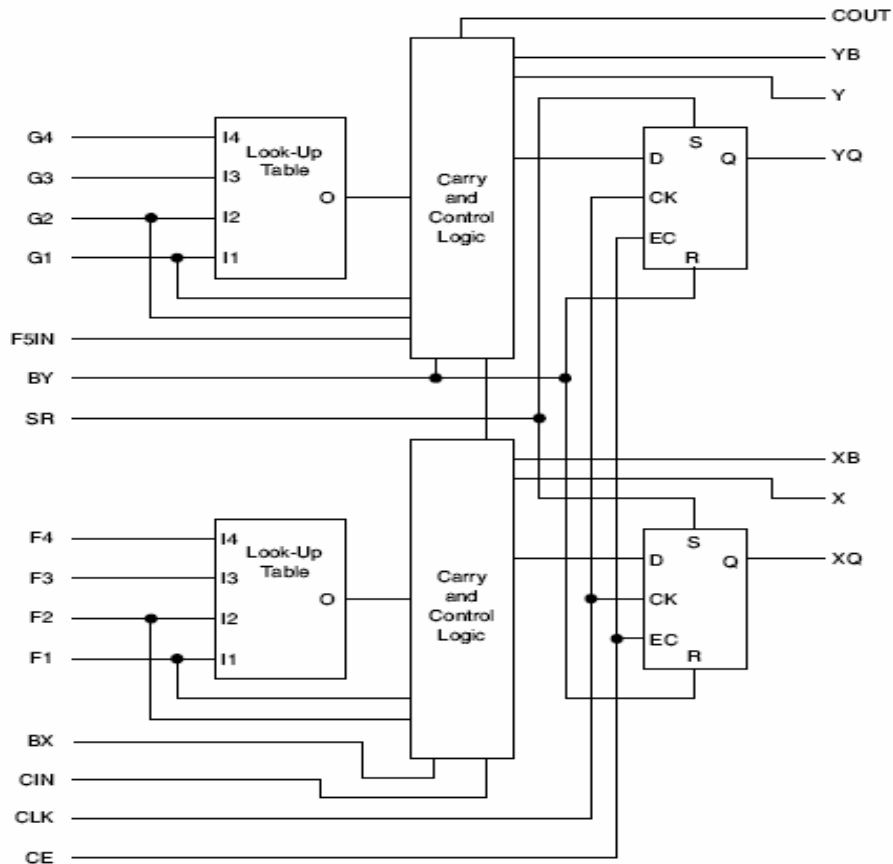 COUT
YB
Y
G4
I4
Look-Up
Table
S
G3
I3
D
Q
YQ
O
Carry
and
Control
Logic
G2
I2
CK
G1
I1
EC
R
F5IN
BY
SR
XB
X
F4
I4
Look-Up
Table
S
F3
I3
D
Q
XQ
O
Carry
and
Control
Logic
F2
I2
CK
F1
I1
EC
R
BX
CIN
CLK
CE